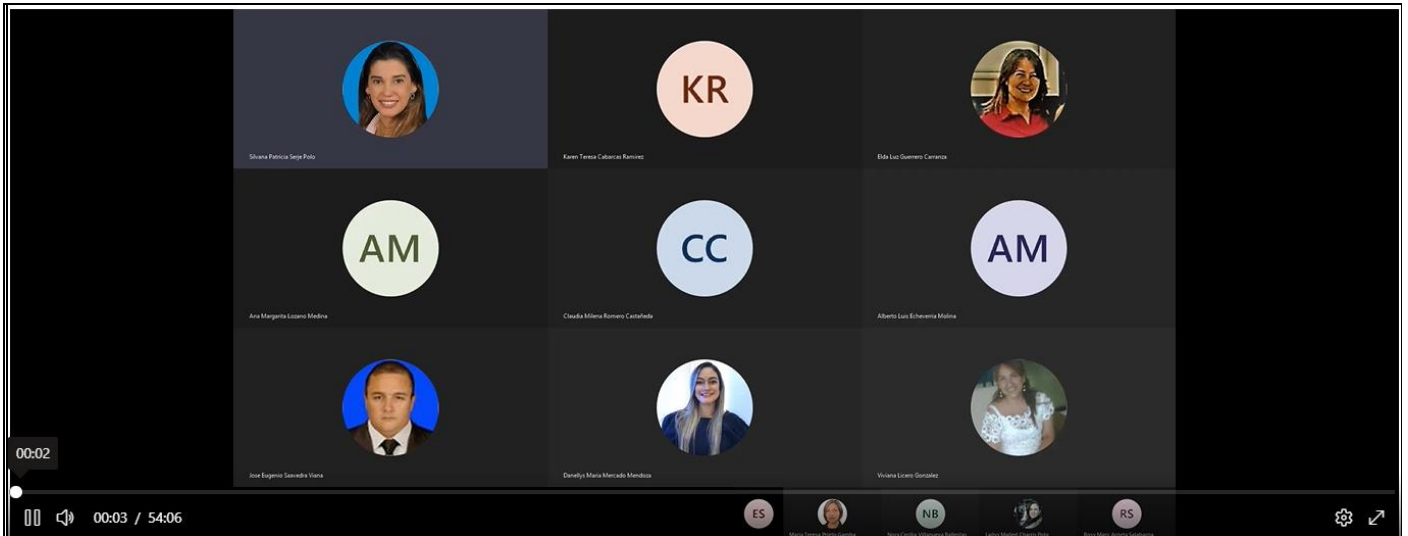 KR
Silvana Patricia Serje Polo
Karen Teresa Cabarcas Ramirez
Elda Luz Guerrero Carranza
AM
CC
AM
Ana Margarita Lozano Medina
Claudia Milena Romero Castañeda
Alberto Luis Echeverria Molina
Jose Eugenio Saavedra Viana
Danellys Maria Mercado Mendoza
Viviana Licero Gonzalez
00:02
00:03 / 54:06
ES
NB
RS